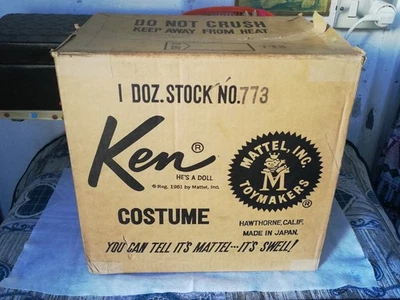 DO NOT CRUSH
KEEP AWAY FROM HEAT
1 DOZ. STOCK NO. 773
Ken®
HE'S A DOLL
® Reg. 1961 by Mattel, Inc.
MATTEL, INC.
M
TOYMAKERS
®
COSTUME
HAWTHORNE, CALIF.
MADE IN JAPAN.
YOU CAN TELL IT'S MATTEL---IT'S SWELL!